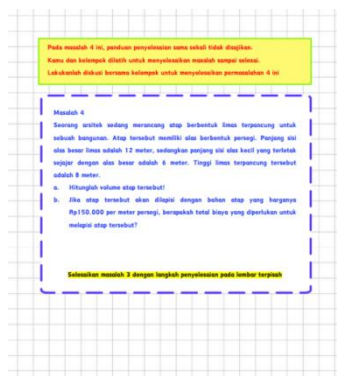 Pada masalah 4 ini, panduan penyelesaian sama sekali tidak disajikan.
Kamu dan kelompok dilatih untuk menyelesaikan masalah sampai selesai.
Lakukanlah diskusi bersama kelompok untuk menyelesaikan permasalahan 4 ini
Masalah 4
Seorang arsitek sedang merancang atap berbentuk limas terpancung untuk
sebuah bangunan. Atap tersebut memiliki alas berbentuk persegi. Panjang sisi
alas besar limas adalah 12 meter, sedangkan panjang sisi alas kecil yang terletak
sejajar dengan alas besar adalah 6 meter. Tinggi limas terpancung tersebut
adalah 8 meter.
a. Hitunglah volume atap tersebut!
b. Jika atap tersebut akan dilapisi dengan bahan atap yang harganya
Rp150.000 per meter persegi, berapakah total biaya yang diperlukan untuk
melapisi atap tersebut?
Selesaikan masalah 3 dengan langkah penyelesaian pada lembar terpisah